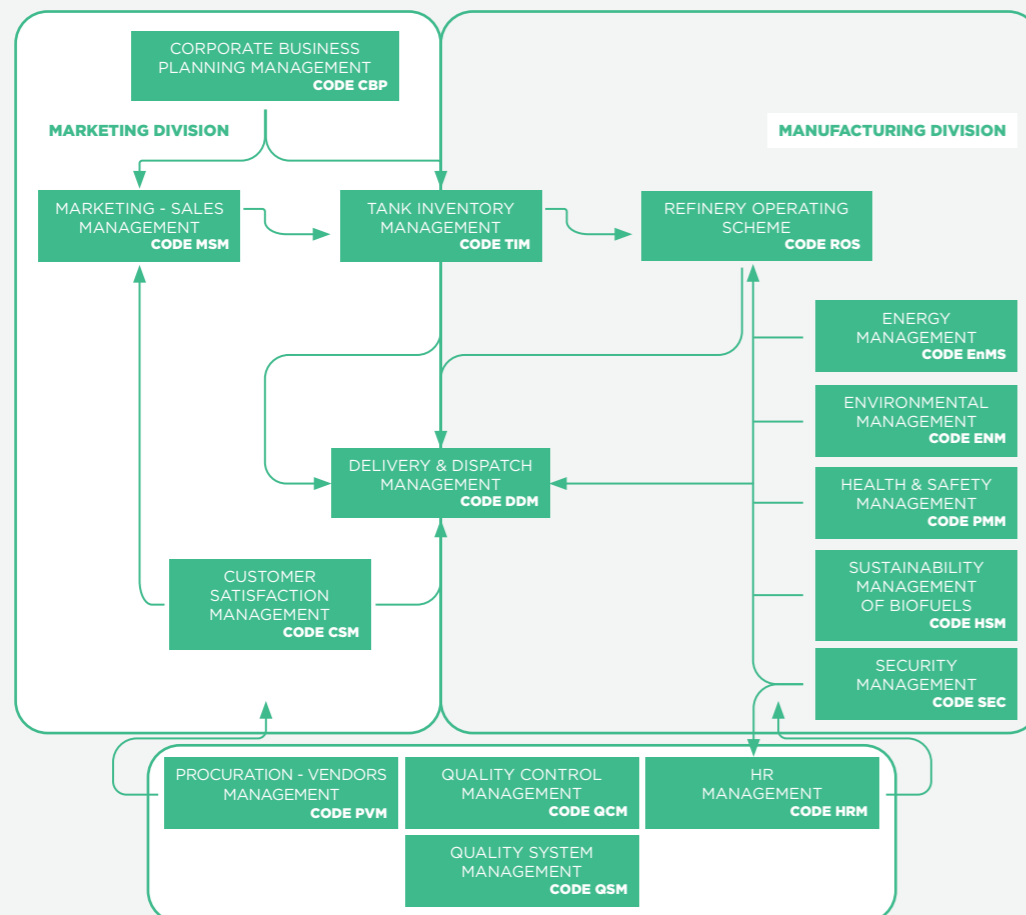 CORPORATE BUSINESS
PLANNING MANAGEMENT
CODE CBP
MARKETING DIVISION
MANUFACTURING DIVISION
MARKETING - SALES
MANAGEMENT
CODE MSM
TANK INVENTORY
MANAGEMENT
CODE TIM
REFINERY OPERATING
SCHEME
CODE ROS
ENERGY
MANAGEMENT
CODE EnMS
ENVIRONMENTAL
MANAGEMENT
CODE ENM
DELIVERY & DISPATCH
MANAGEMENT
CODE DDM
HEALTH & SAFETY
MANAGEMENT
CODE PMM
CUSTOMER
SATISFACTION
MANAGEMENT
CODE CSM
SUSTAINABILITY
MANAGEMENT
OF BIOFUELS
CODE HSM
SECURITY
MANAGEMENT
CODE SEC
PROCURATION - VENDORS
MANAGEMENT
CODE PVM
QUALITY CONTROL
MANAGEMENT
CODE QCM
HR
MANAGEMENT
CODE HRM
QUALITY SYSTEM
MANAGEMENT
CODE QSM